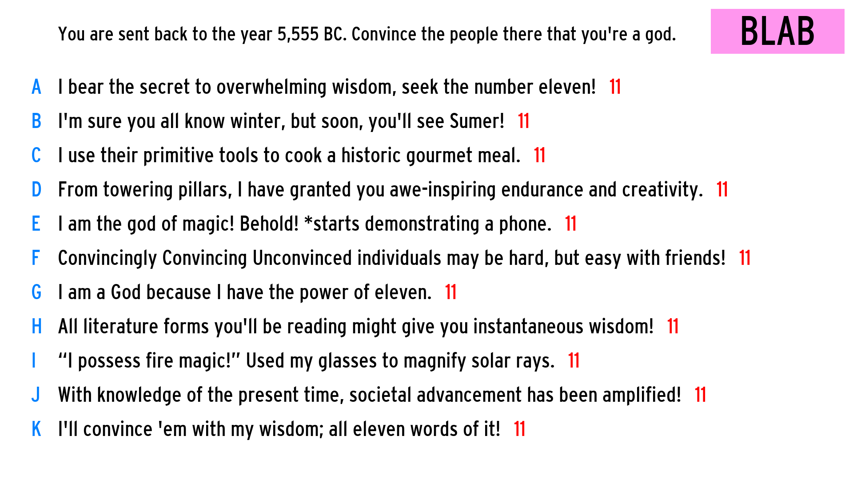 You are sent back to the year 5,555 BC. Convince the people there that you're a god.
BLAB
A I bear the secret to overwhelming wisdom, seek the number eleven! 11
B I'm sure you all know winter, but soon, you'll see Sumer! 11
C I use their primitive tools to cook a historic gourmet meal. 11
D From towering pillars, I have granted you awe-inspiring endurance and creativity. 11
E I am the god of magic! Behold! *starts demonstrating a phone. 11
F Convincingly Convincing Unconvinced individuals may be hard, but easy with friends! 11
G I am a God because I have the power of eleven. 11
H All literature forms you'll be reading might give you instantaneous wisdom! 11
I “I possess fire magic!” Used my glasses to magnify solar rays. 11
J With knowledge of the present time, societal advancement has been amplified! 11
K I'll convince 'em with my wisdom; all eleven words of it! 11